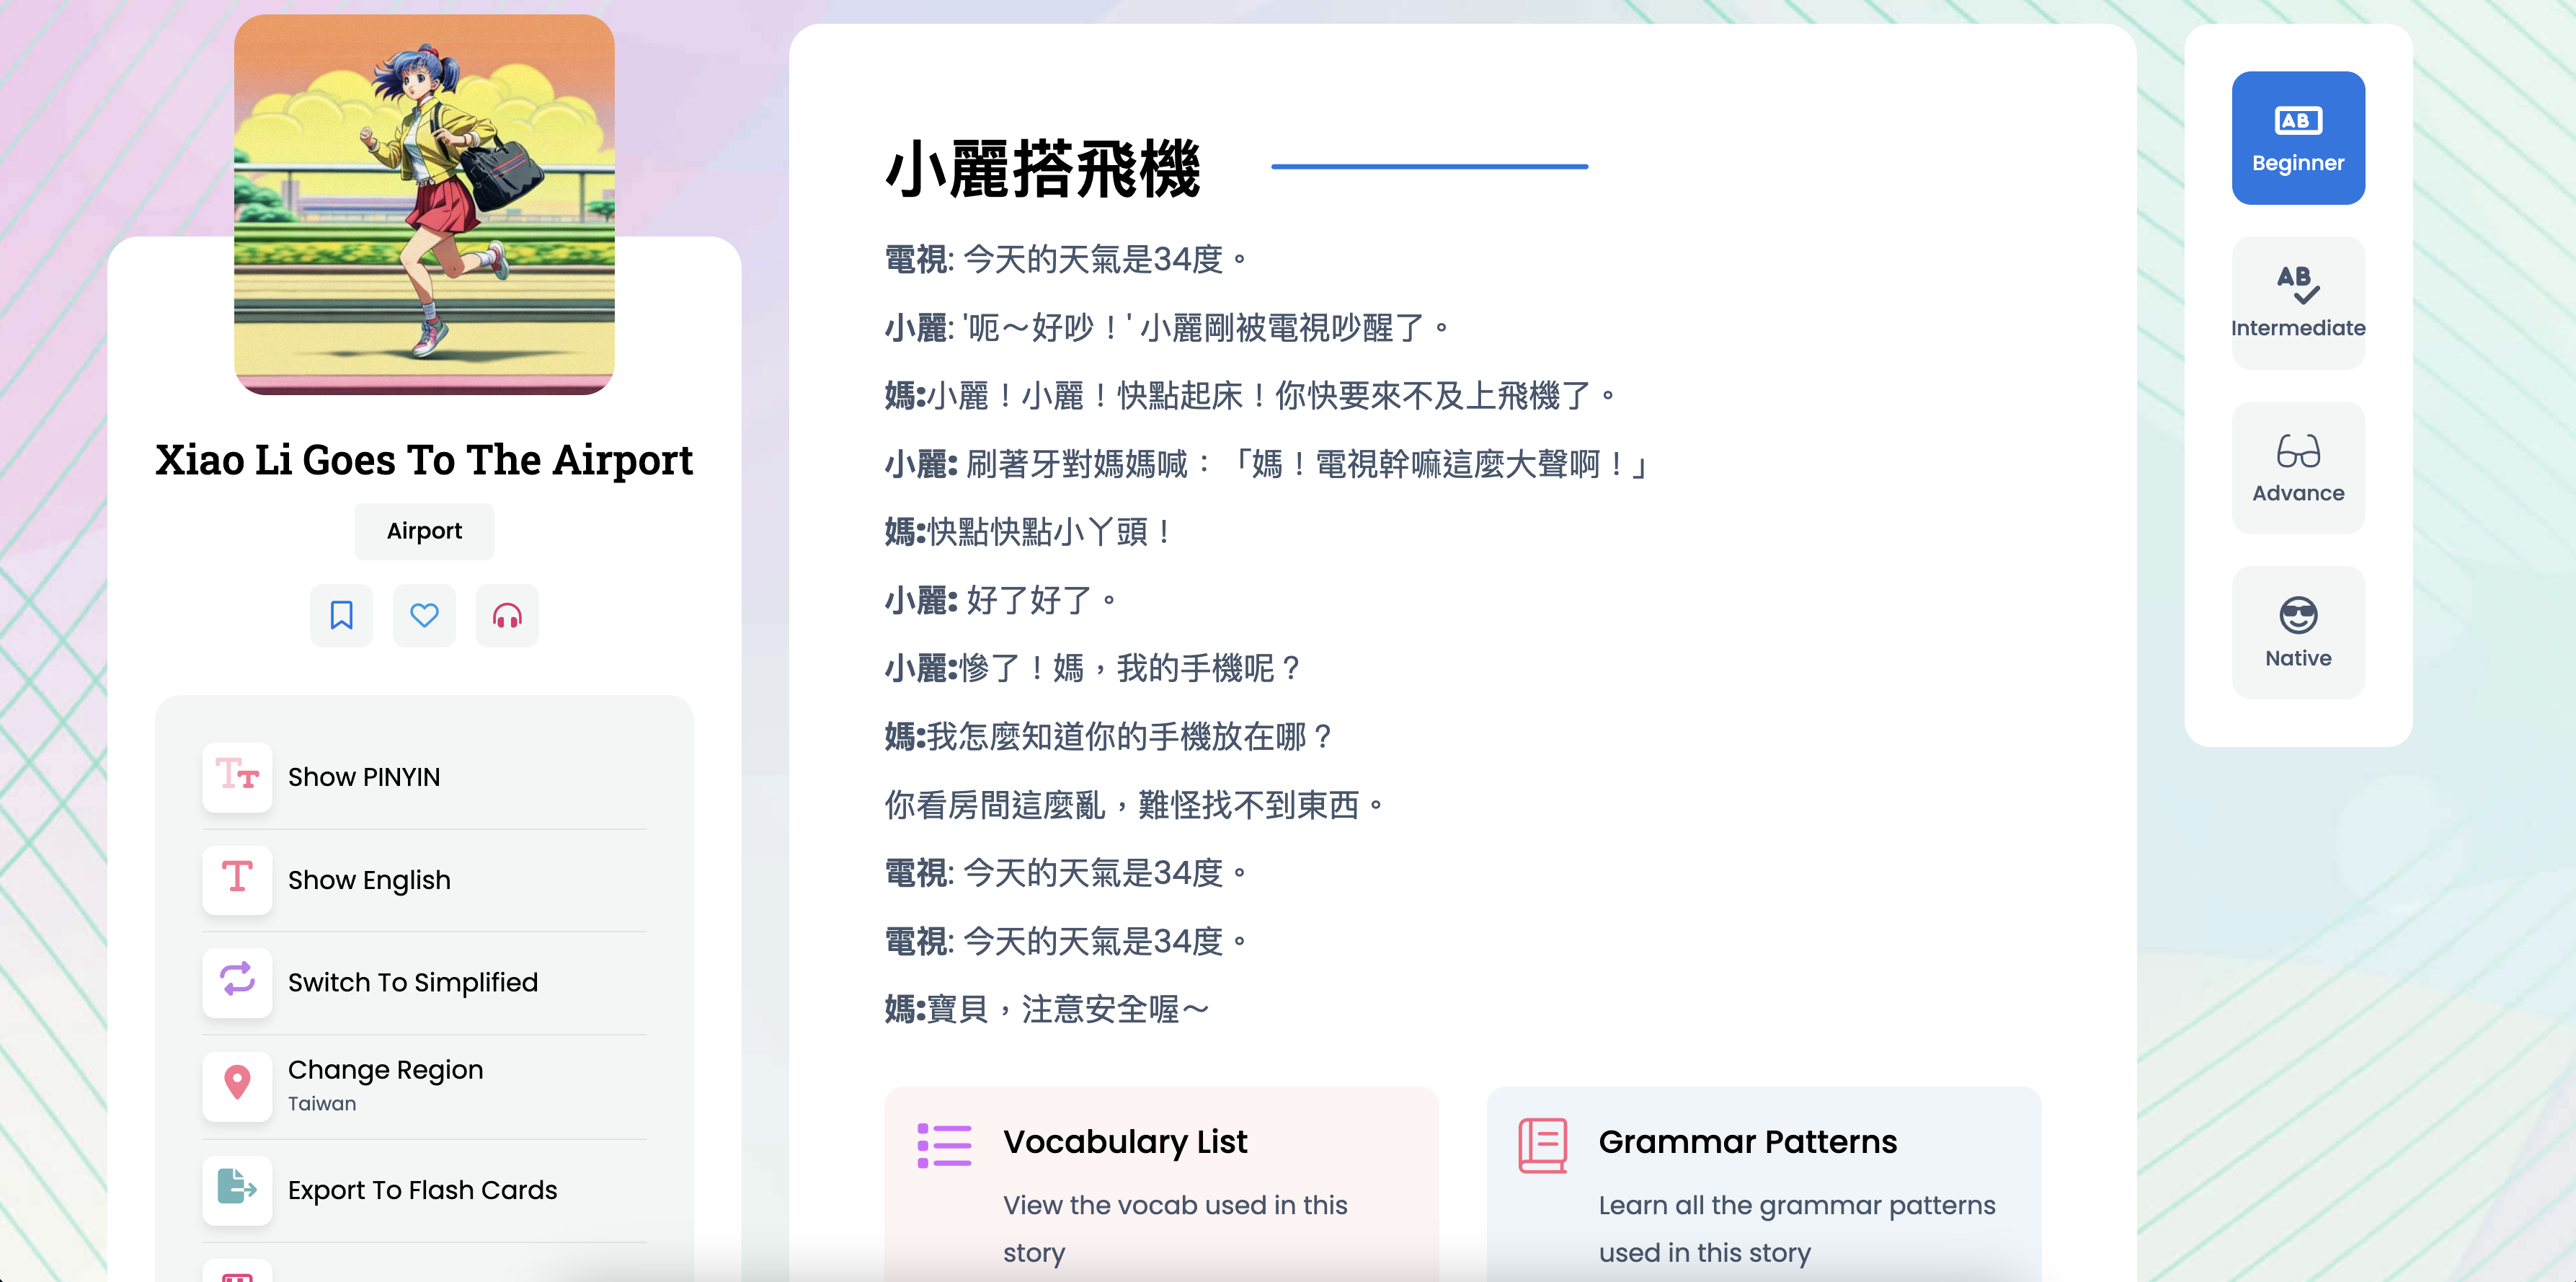 Xiao Li Goes To The Airport
Airport
Show PINYIN
Show English
Switch To Simplified
Change Region
Taiwan
Export To Flash Cards
小麗搭飛機
電視: 今天的天氣是34度。
小麗: '呃～好吵！' 小麗剛被電視吵醒了。
媽:小麗！小麗！快點起床！你快要來不及上飛機了。
小麗: 刷著牙對媽媽喊：「媽！電視幹嘛這麼大聲啊！」
媽:快點快點小丫頭！
小麗: 好了好了。
小麗:慘了！媽，我的手機呢？
媽:我怎麼知道你的手機放在哪？
你看房間這麼亂，難怪找不到東西。
電視: 今天的天氣是34度。
電視: 今天的天氣是34度。
媽:寶貝，注意安全喔～
Vocabulary List
View the vocab used in this
story
Grammar Patterns
Learn all the grammar patterns
used in this story
AB
Beginner
AB
Intermediate
Advance
Native